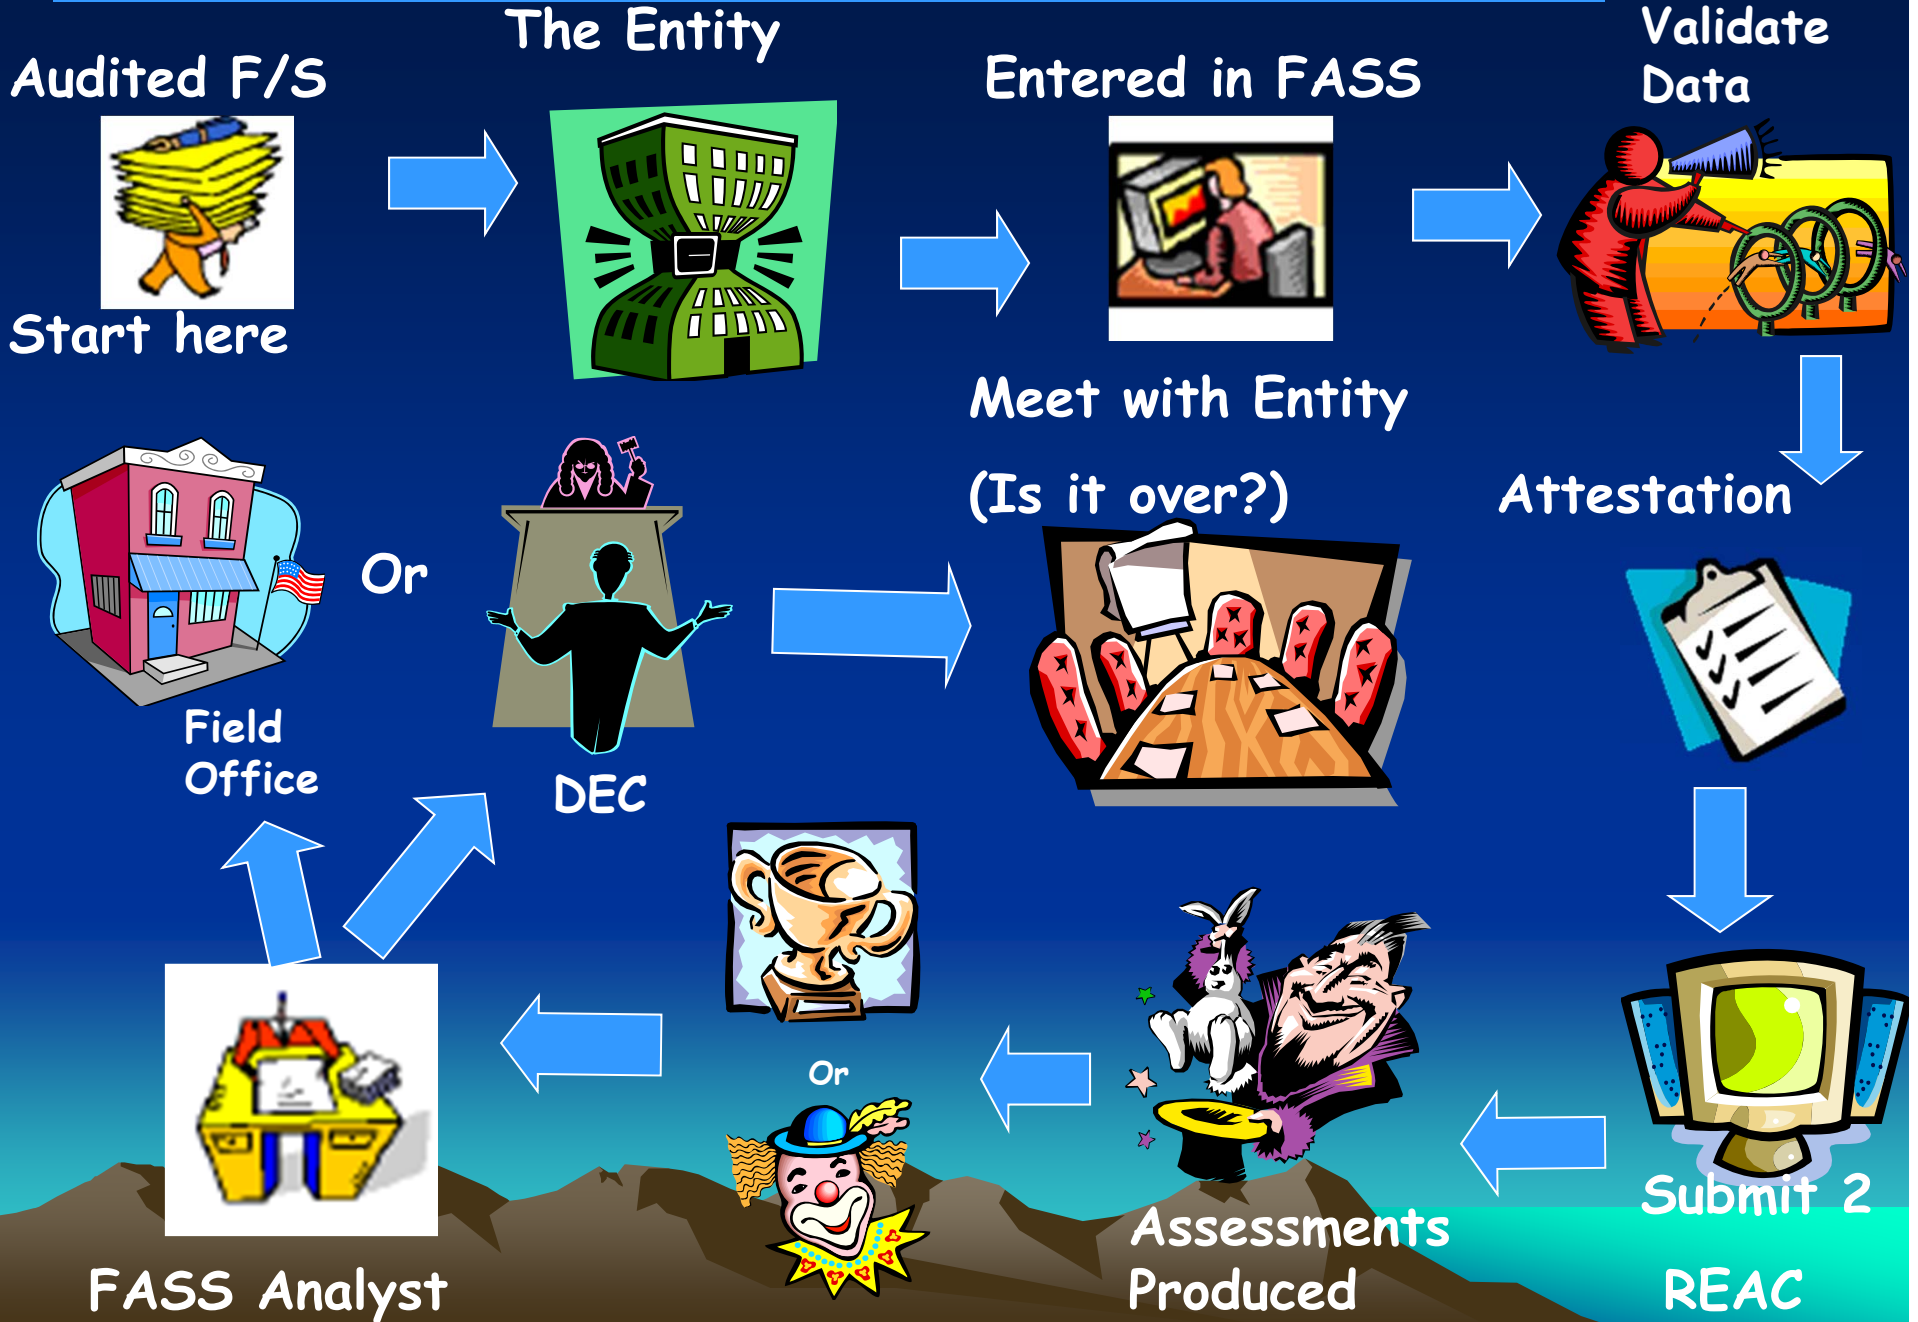 The Entity
Audited F/S
Start here
Entered in FASS
Validate
Data
Attestation
Submit 2
REAC
Assessments
Produced
Or
FASS Analyst
Field
Office
Or
DEC
Meet with Entity
(Is it over?)